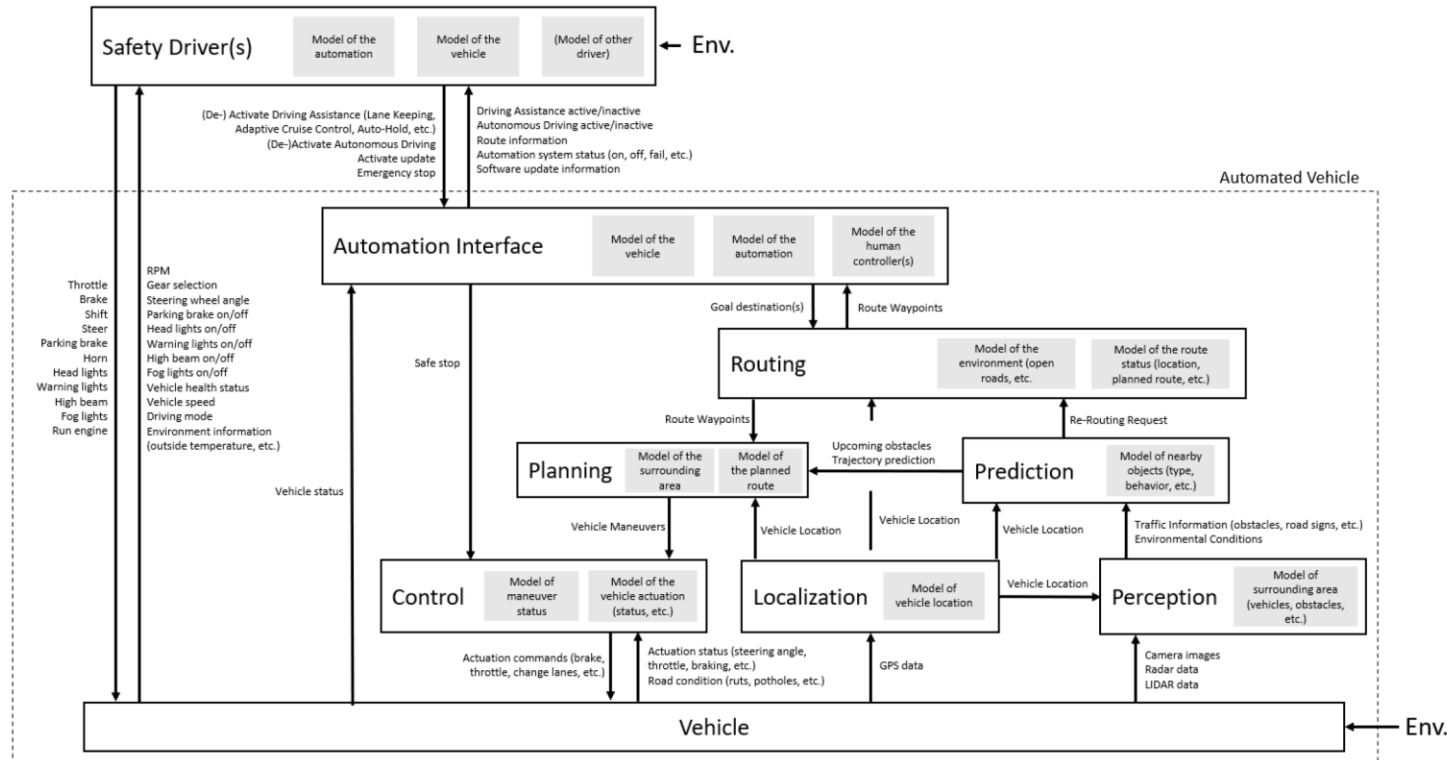 Safety Driver(s)
Model of the
automation
Model of the
vehicle
(Model of other
driver)
Env.
(De-) Activate Driving Assistance (Lane Keeping,
Adaptive Cruise Control, Auto-Hold, etc.)
(De-)Activate Autonomous Driving
Activate update
Emergency stop
Driving Assistance active/inactive
Autonomous Driving active/inactive
Route information
Automation system status (on, off, fail, etc.)
Software update information
Automated Vehicle
Automation Interface
Model of the
vehicle
Model of the
automation
Model of the
human
controller(s)
Throttle
Brake
Shift
Steer
Parking brake
Horn
Head lights
Warning lights
High beam
Fog lights
Run engine
RPM
Gear selection
Steering wheel angle
Parking brake on/off
Head lights on/off
Warning lights on/off
High beam on/off
Fog lights on/off
Vehicle health status
Vehicle speed
Driving mode
Environment information
(outside temperature, etc.)
Goal destination(s)
Route Waypoints
Safe stop
Routing
Model of the
environment (open
roads, etc.
Model of the route
status (location,
planned route, etc.)
Route Waypoints
Re-Routing Request
Planning
Model of the
surrounding
area
Model of
the planned
route
Upcoming obstacles
Trajectory prediction
Prediction
Model of nearby
objects (type,
behavior, etc.)
Vehicle status
Vehicle Maneuvers
Vehicle Location
Vehicle Location
Vehicle Location
Traffic Information (obstacles, road signs, etc.)
Environmental Conditions
Control
Model of
maneuver
status
Model of the
vehicle actuation
(status, etc.)
Localization
Model of
vehicle location
Vehicle Location
Perception
Model of
surrounding area
(vehicles, obstacles,
etc.)
Actuation commands (brake,
throttle, change lanes, etc.)
Actuation status (steering angle,
throttle, braking, etc.)
Road condition (ruts, potholes, etc.)
GPS data
Camera images
Radar data
LIDAR data
Vehicle
Env.